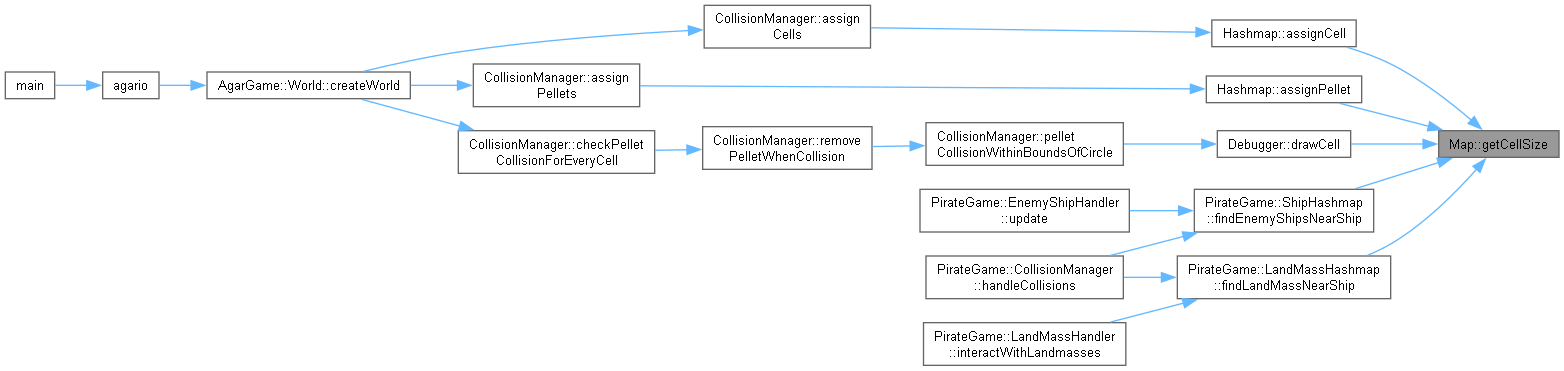 main
agario
AgarGame::World::createWorld
CollisionManager::assign
Cells
CollisionManager::assign
Pellets
CollisionManager::checkPellet
CollisionForEveryCell
CollisionManager::remove
PelletWhenCollision
CollisionManager::pellet
CollisionWithinBoundsOfCircle
PirateGame::EnemyShipHandler
::update
PirateGame::CollisionManager
::handleCollisions
PirateGame::LandMassHandler
::interactWithLandmasses
Hashmap::assignCell
Hashmap::assignPellet
Debugger::drawCell
PirateGame::ShipHashmap
::findEnemyShipsNearShip
PirateGame::LandMassHashmap
::findLandMassNearShip
Map::getCellSize